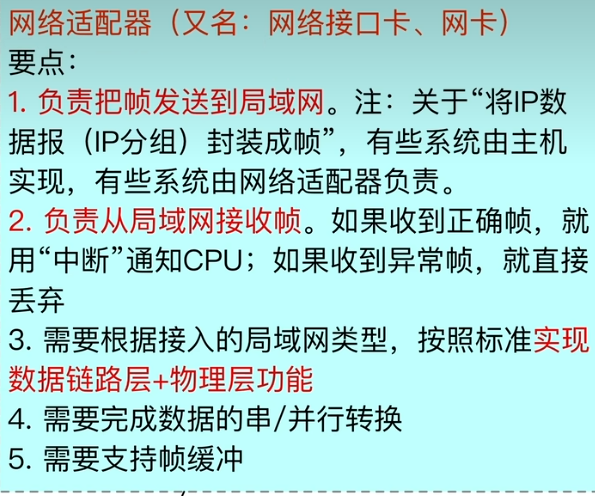 网络适配器（又名：网络接口卡、网卡）
要点：
1. 负责把帧发送到局域网。注：关于“将IP数
据报（IP分组）封装成帧”，有些系统由主机
实现，有些系统由网络适配器负责。
2. 负责从局域网接收帧。如果收到正确帧，就
用“中断”通知CPU；如果收到异常帧，就直接
丢弃
3. 需要根据接入的局域网类型，按照标准实现
数据链路层+物理层功能
4. 需要完成数据的串/并行转换
5. 需要支持帧缓冲